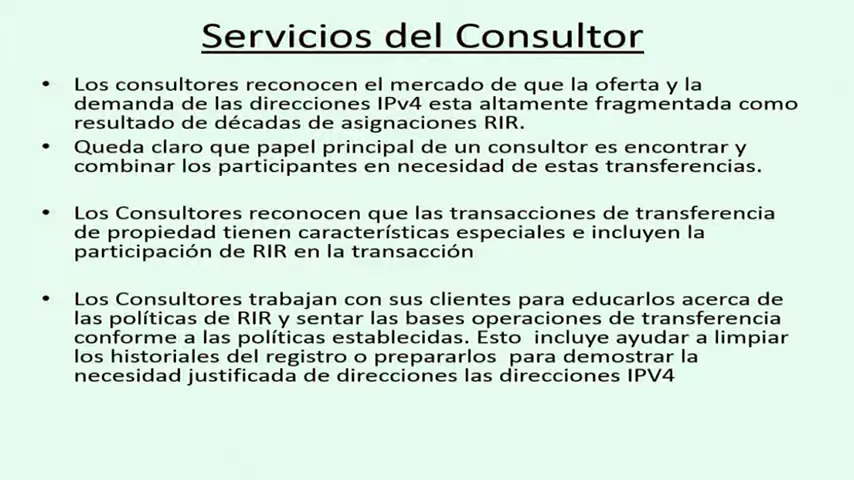 Servicios del Consultor
• Los consultores reconocen el mercado de que la oferta y la
demanda de las direcciones IPv4 esta altamente fragmentada como
resultado de décadas de asignaciones RIR.
• Queda claro que papel principal de un consultor es encontrar y
combinar los participantes en necesidad de estas transferencias.
• Los Consultores reconocen que las transacciones de transferencia
de propiedad tienen características especiales e incluyen la
participación de RIR en la transacción
• Los Consultores trabajan con sus clientes para educarlos acerca de
las políticas de RIR y sentar las bases operaciones de transferencia
conforme a las políticas establecidas. Esto incluye ayudar a limpiar
los historiales del registro o prepararlos para demostrar la
necesidad justificada de direcciones las direcciones IPV4